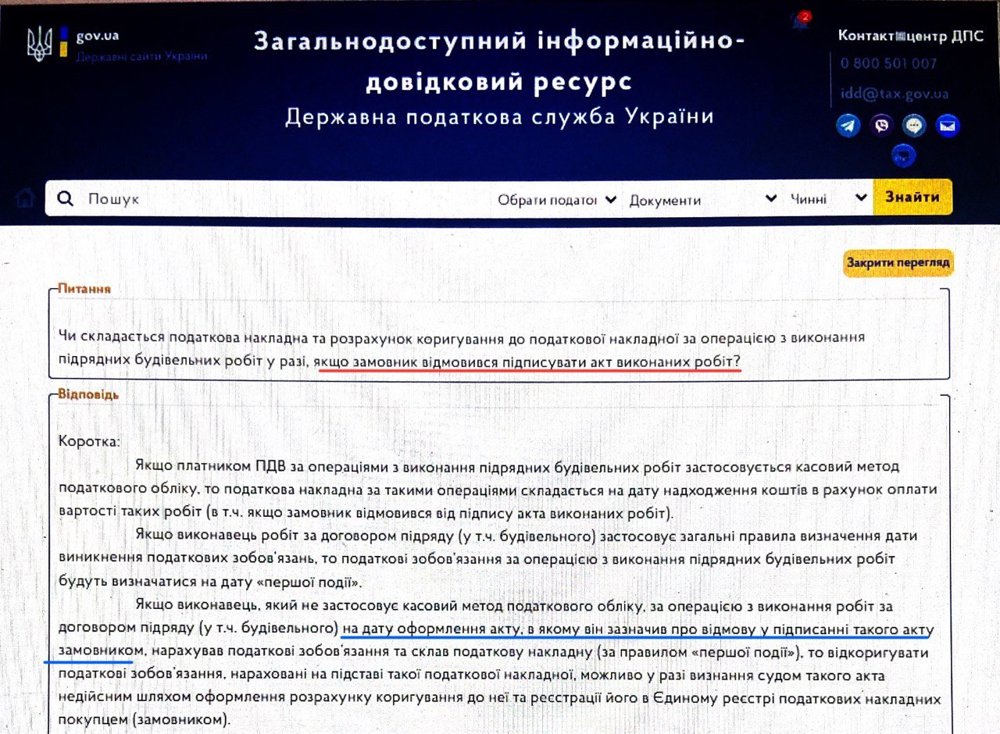 gov.ua
Державні сайти України
Загальнодоступний інформаційно-
довідковий ресурс
Державна податкова служба України
2
Контакт центр ДПС
0 800 501 007
idd@tax.gov.ua
Пошук
Обрати податог
Документи
Чинні
Знайти
Закрити перегляд
Питання
Чи складається податкова накладна та розрахунок коригування до податкової накладної за операцією з виконання
підрядних будівельних робіт у разі, якщо замовник відмовився підписувати акт виконаних робіт?
Відповідь
Коротка:
Якщо платником ПДВ за операціями з виконання підрядних будівельних робіт застосовується касовий метод
податкового обліку, то податкова накладна за такими операціями складається на дату надходження коштів в рахунок оплати
вартості таких робіт (в т.ч. якщо замовник відмовився від підпису акта виконаних робіт).
Якщо виконавець робіт за договором підряду (у т.ч. будівельного) застосовує загальні правила визначення дати
виникнення податкових зобов'язань, то податкові зобов'язання за операцією з виконання підрядних будівельних робіт
будуть визначатися на дату «першої події».
Якщо виконавець, який не застосовує касовий метод податкового обліку, за операцією з виконання робіт за
договором підряду (у т.ч. будівельного) на дату оформлення акту, в якому він зазначив про відмову у підписанні такого акту
замовником, нарахував податкові зобов'язання та склав податкову накладну (за правилом «першої події»), то відкоригувати
податкові зобов'язання, нараховані на підставі такої податкової накладної, можливо у разі визнання судом такого акта
недійсним шляхом оформлення розрахунку коригування до неї та реєстрації його в Єдиному реєстрі податкових накладних
покупцем (замовником).